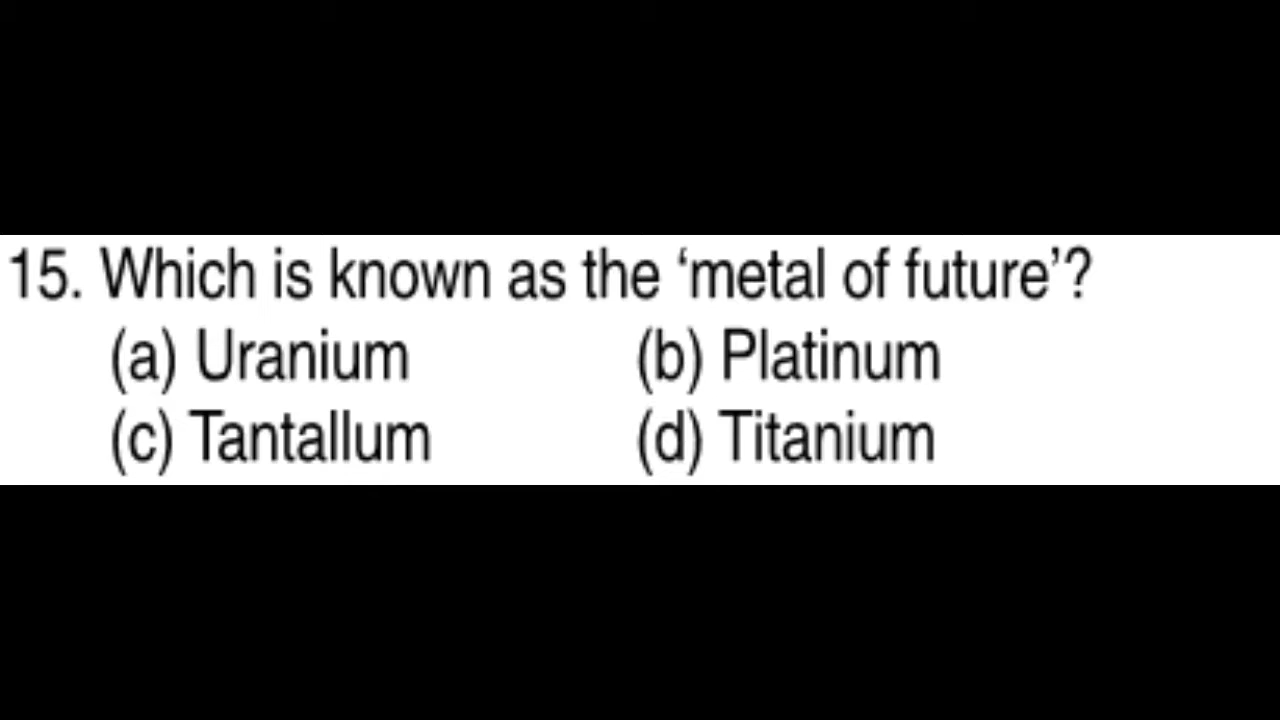 15. Which is known as the ‘metal of future’?
(a) Uranium (b) Platinum
(c) Tantallum (d) Titanium